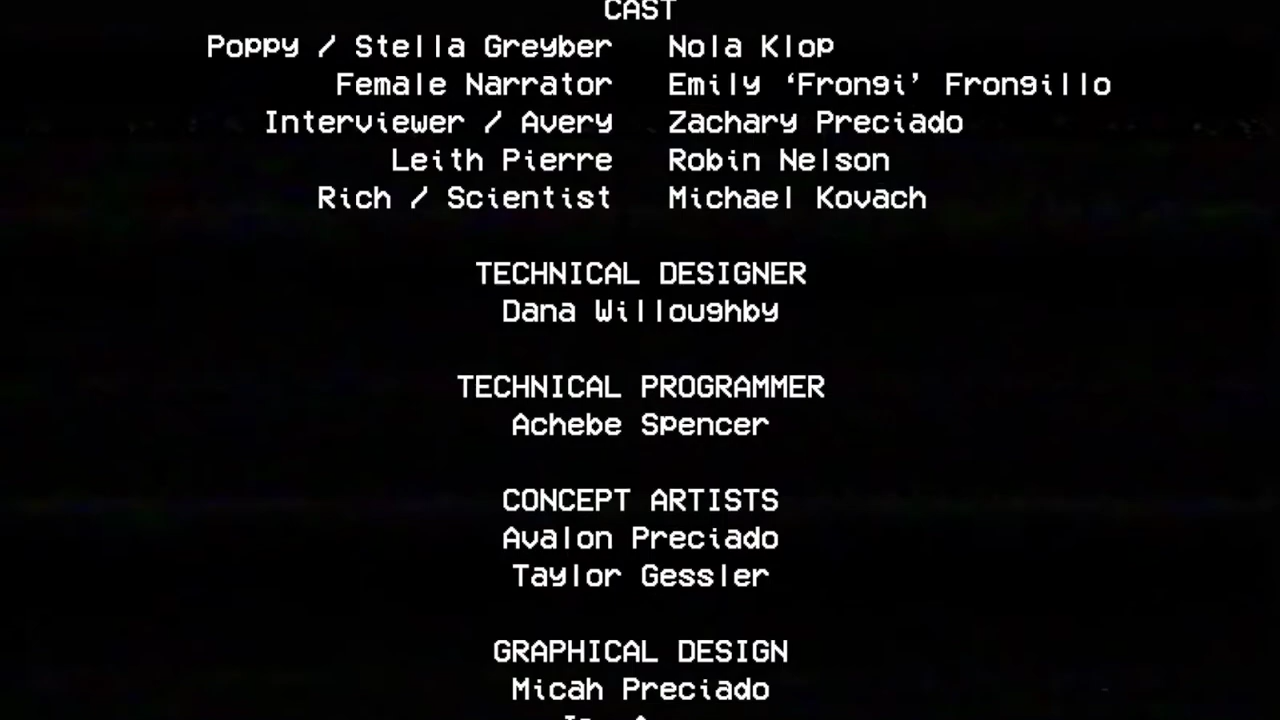 CAST
Poppy / Stella Greyber Nola Klop
Female Narrator Emily ‘Frongi’ Frongillo
Interviewer / Avery Zachary Preciado
Leith Pierre Robin Nelson
Rich / Scientist Michael Kovach
TECHNICAL DESIGNER
Dana Willoughby
TECHNICAL PROGRAMMER
Achebe Spencer
CONCEPT ARTISTS
Avalon Preciado
Taylor Gessler
GRAPHICAL DESIGN
Micah Preciado